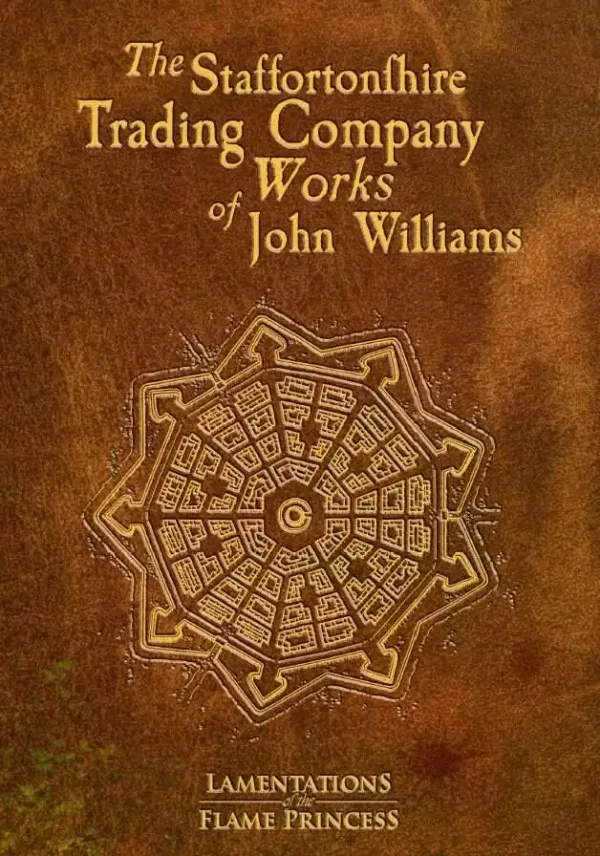 The Staffortonſhire
Trading Company
Works
of John Williams
LAMENTATIONS
of the
FLAME PRINCESS